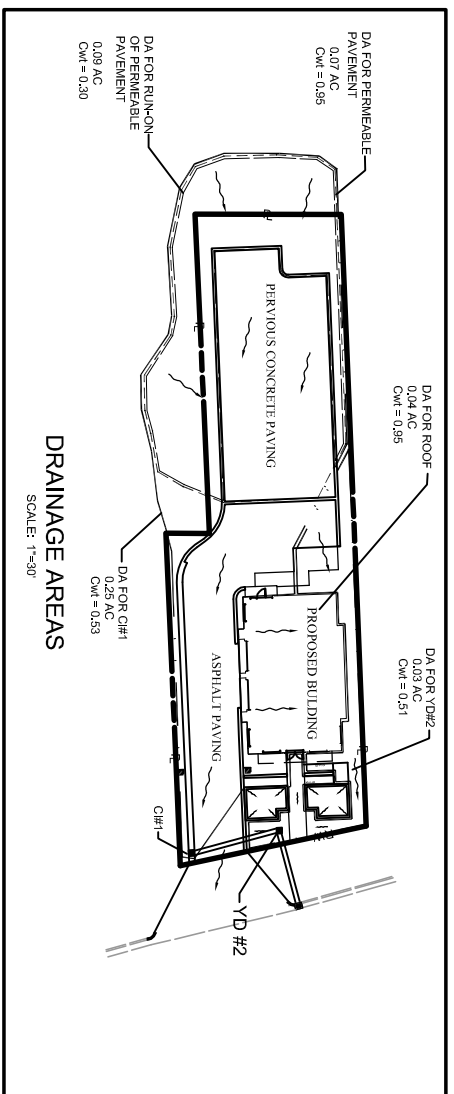 DA FOR PERMEABLE
PAVEMENT
0.07 AC
Cwt = 0.95
DA FOR RUN-ON
OF PERMEABLE
PAVEMENT
0.09 AC
Cwt = 0.30
PERVIOUS CONCRETE PAVING
DA FOR ROOF
0.04 AC
Cwt = 0.95
PROPOSED BULDING
ASPHALT PAVING
DA FOR CI#1
0.25 AC
Cwt = 0.53
DA FOR YD#2
0.03 AC
Cwt = 0.51
CI#1
YD #2
DRAINAGE AREAS
SCALE: 1"=30'